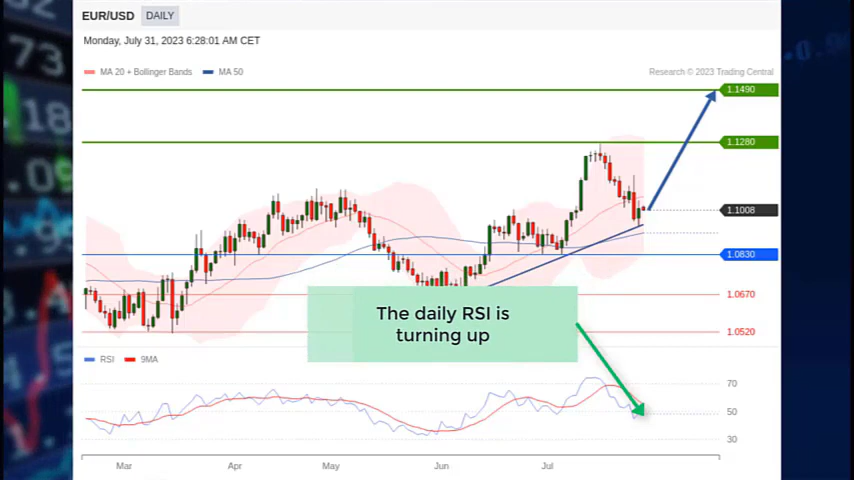 EUR/USD DAILY
Monday, July 31, 2023 6:28:01 AM CET
MA 20 + Bollinger Bands MA 50 Research © 2023 Trading Central
1.1490
1.1280
1.1008
1.0830
1.0670
1.0520
The daily RSI is
turning up
RSI 9MA
70
50
30
Mar Apr May Jun Jul